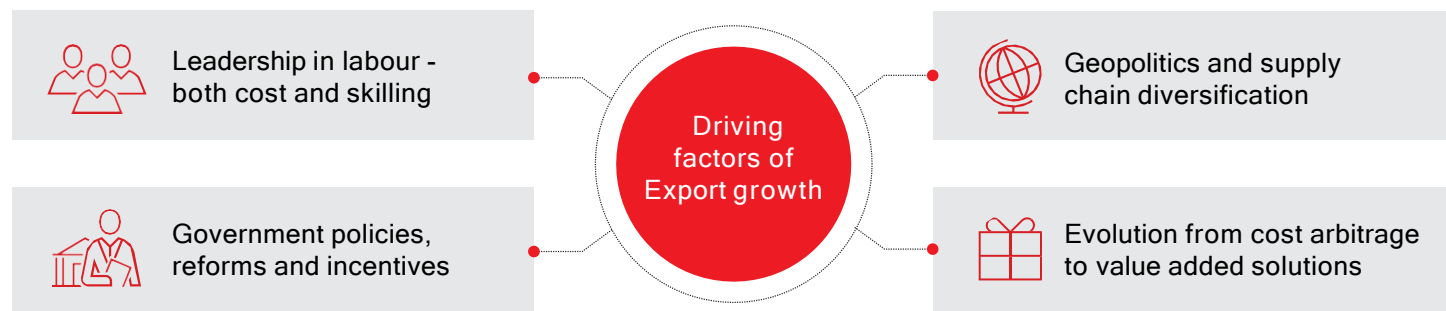 Leadership in labour -
both cost and skilling
Government policies,
reforms and incentives
Driving
factors of
Export growth
Geopolitics and supply
chain diversification
Evolution from cost arbitrage
to value added solutions